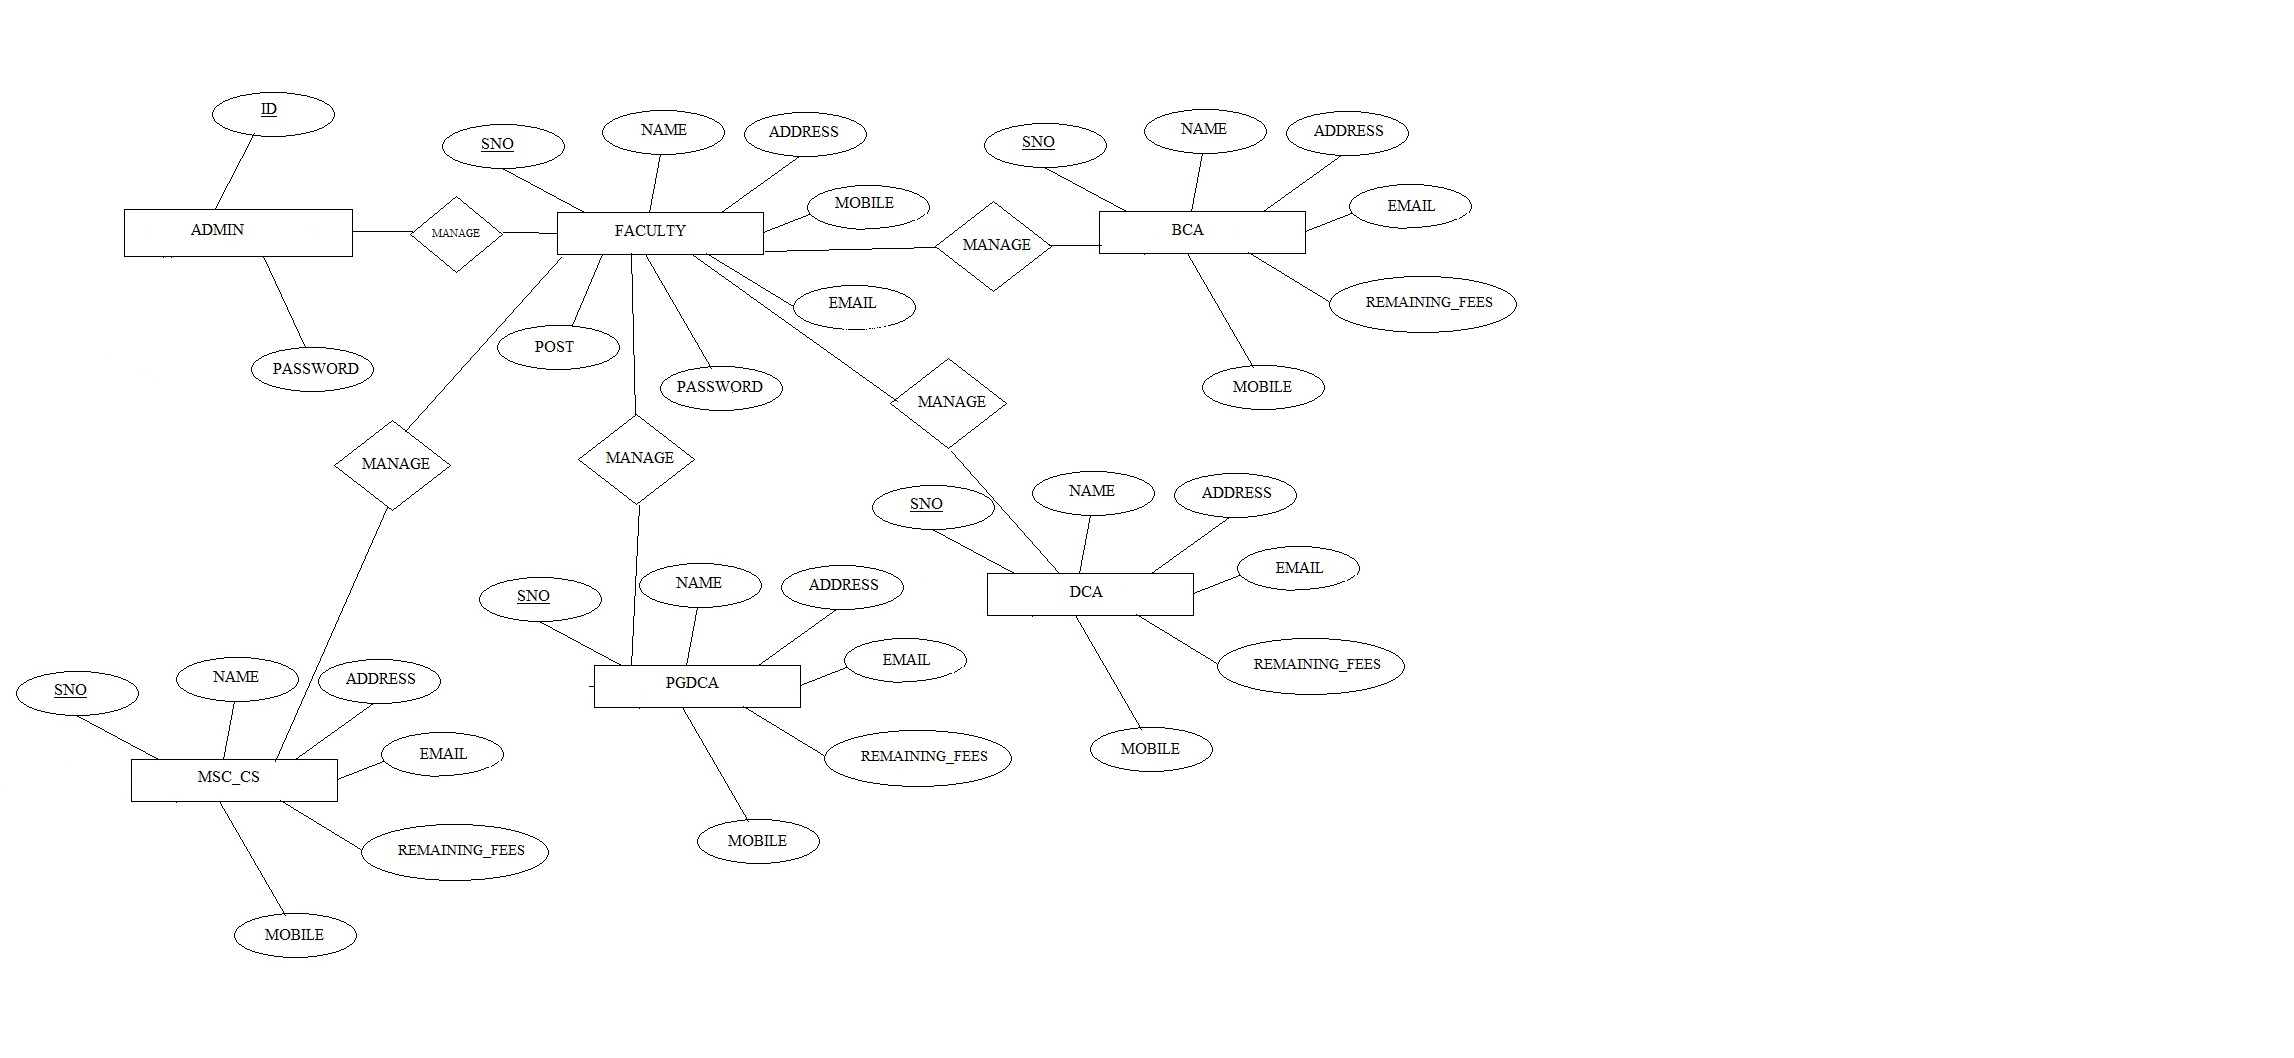 ID
SNO
NAME
ADDRESS
MOBILE
ADMIN
MANAGE
FACULTY
MANAGE
EMAIL
POST
PASSWORD
PASSWORD
SNO
NAME
ADDRESS
EMAIL
BCA
REMAINING_FEES
MOBILE
MANAGE
MANAGE
MANAGE
SNO
NAME
ADDRESS
EMAIL
DCA
REMAINING_FEES
MOBILE
SNO
NAME
ADDRESS
EMAIL
PGDCA
REMAINING_FEES
MOBILE
SNO
NAME
ADDRESS
EMAIL
MSC_CS
REMAINING_FEES
MOBILE